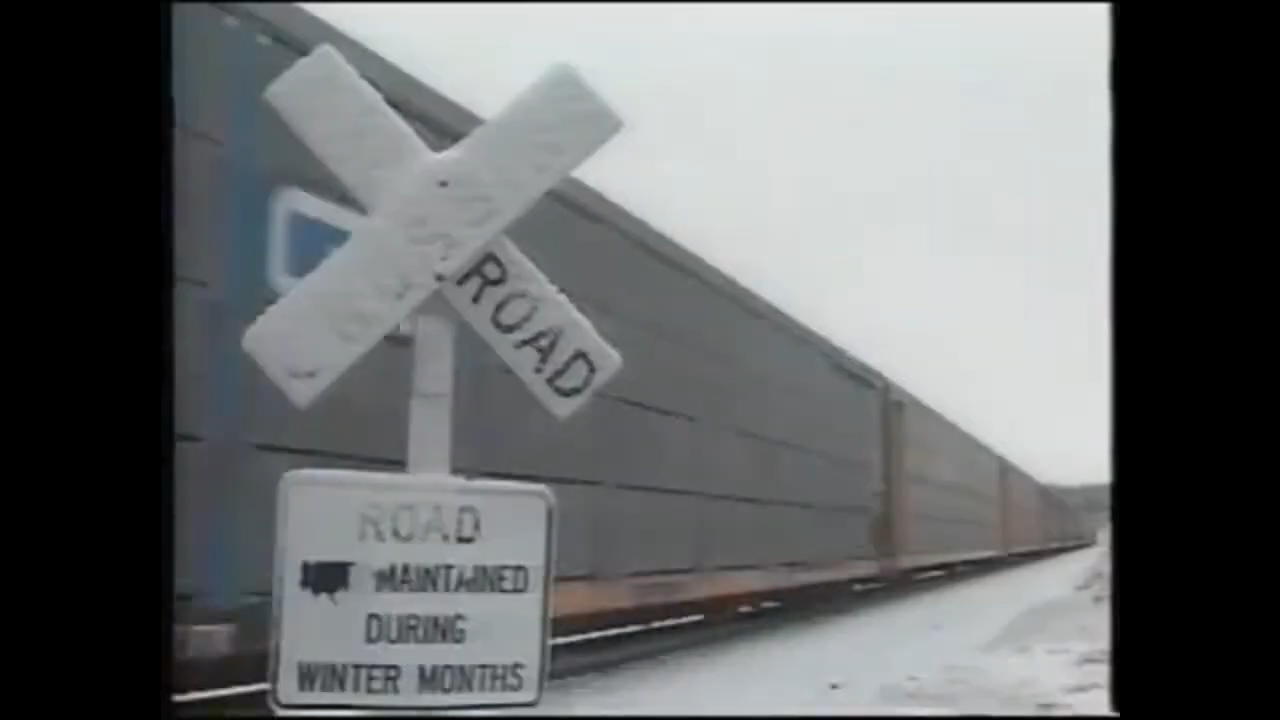 ROAD
ROAD
MAINTAINED
DURING
WINTER MONTHS